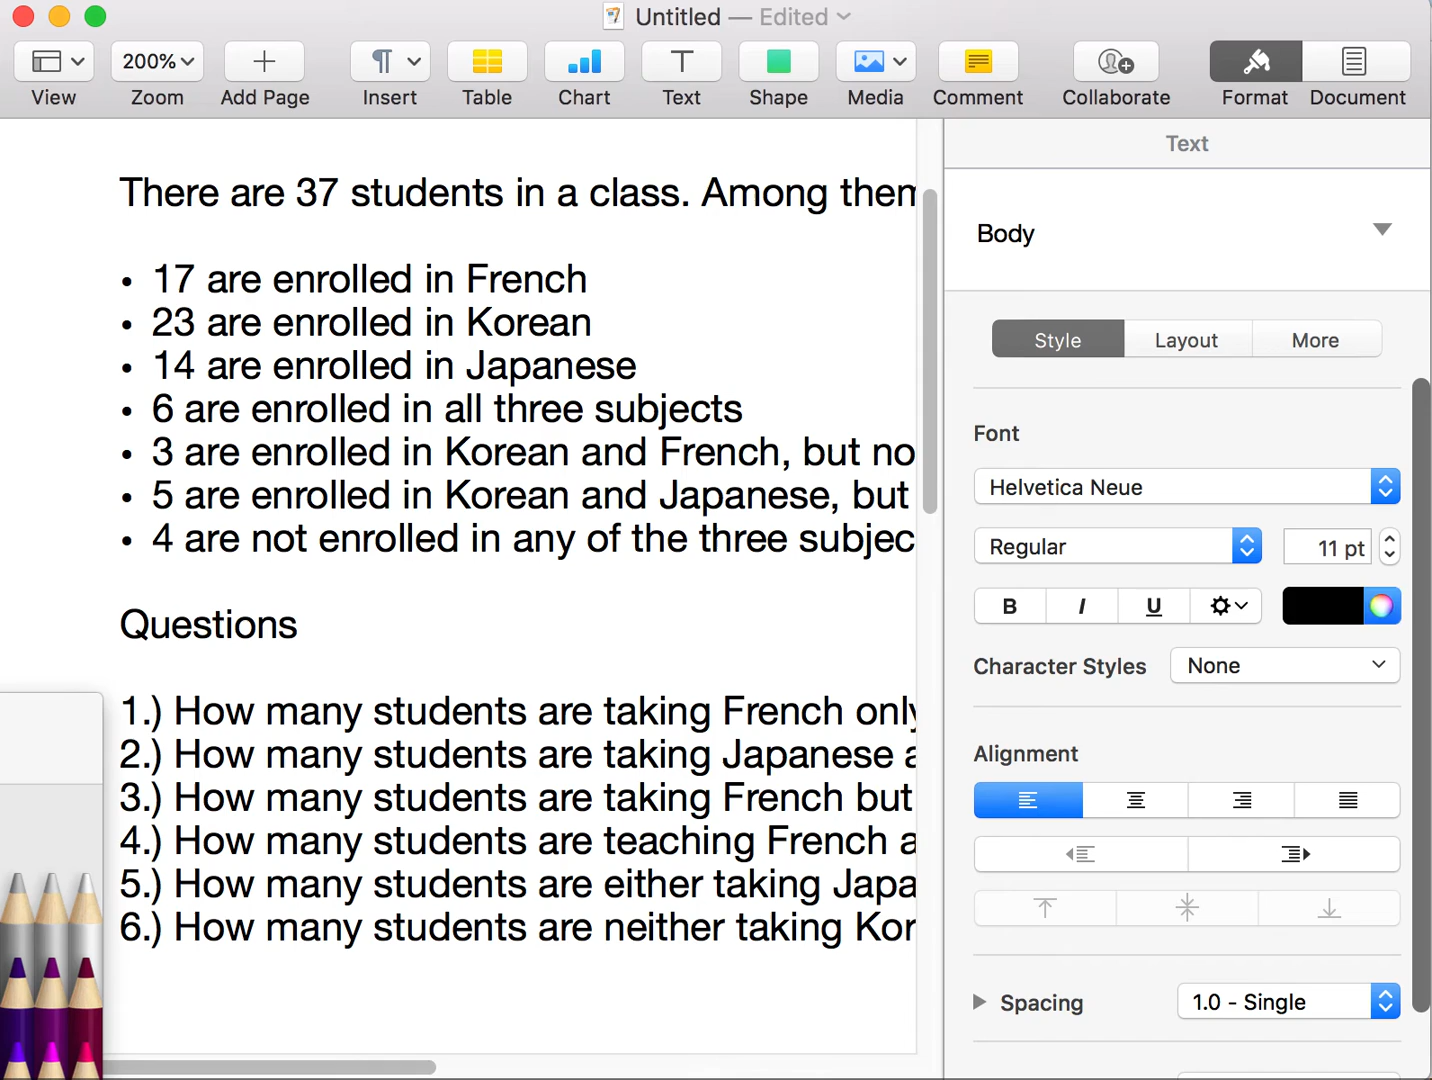 Untitled — Edited
200%
View Zoom Add Page Insert Table Chart Text Shape Media Comment Collaborate Format Document
Text
There are 37 students in a class. Among them
Body
• 17 are enrolled in French
• 23 are enrolled in Korean
• 14 are enrolled in Japanese
• 6 are enrolled in all three subjects
• 3 are enrolled in Korean and French, but no
• 5 are enrolled in Korean and Japanese, but
• 4 are not enrolled in any of the three subjec
Questions
1.) How many students are taking French only
2.) How many students are taking Japanese a
3.) How many students are taking French but
4.) How many students are teaching French a
5.) How many students are either taking Japa
6.) How many students are neither taking Kor
Style Layout More
Font
Helvetica Neue
Regular 11 pt
B I U
Character Styles None
Alignment
Spacing 1.0 - Single